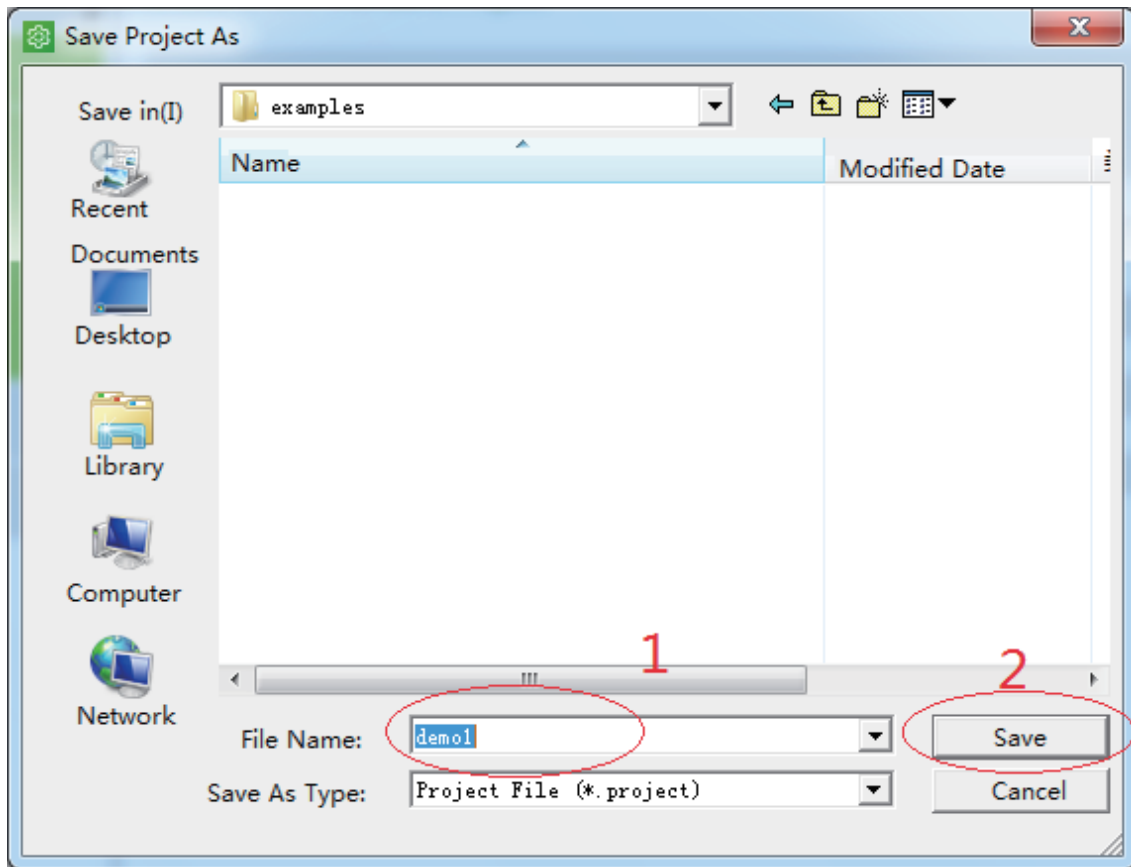 Save Project As
X
Save in(I)
examples
Name
Modified Date
Recent
Documents
Desktop
Library
Computer
Network
1
2
File Name:
demo1
Save
Save As Type:
Project File (*.project)
Cancel